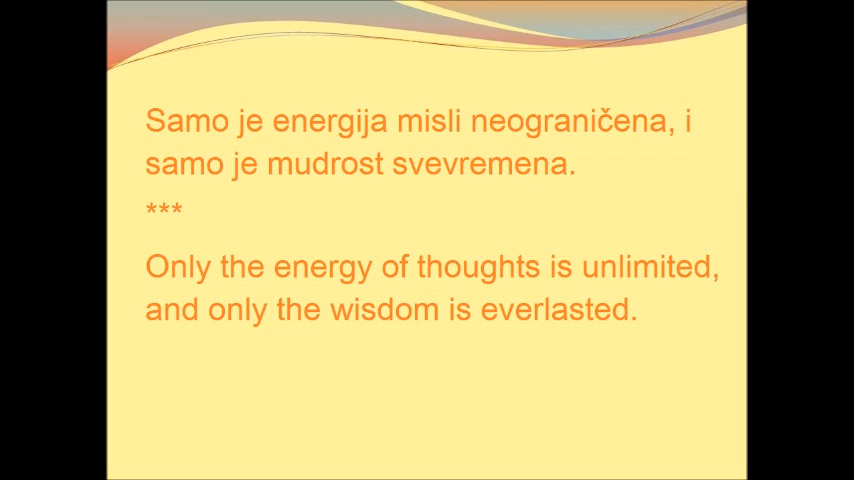 Samo je energija misli neograničena, i
samo je mudrost svevremena.
***
Only the energy of thoughts is unlimited,
and only the wisdom is everlasted.